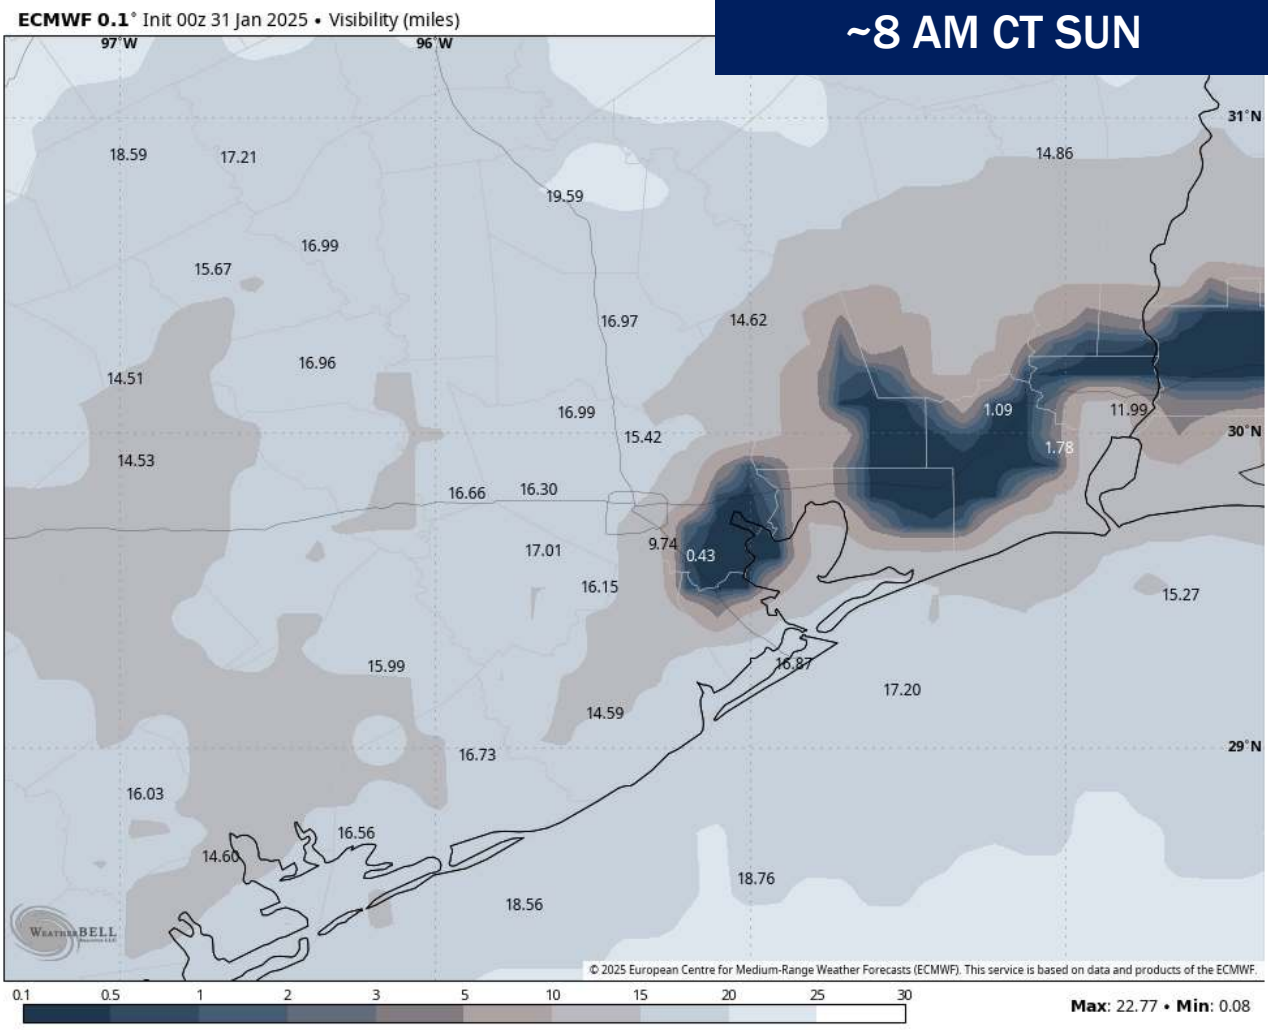 ECMWF 0.1° Init 00z 31 Jan 2025 • Visibility (miles)
~8 AM CT SUN
97°W 96°W
31°N
14.86
18.59 17.21
19.59
16.99
15.67
16.97 14.62
16.96
14.51
16.99 1.09 11.99
30°N
15.42
1.78
14.53
16.66 16.30
9.74
17.01 0.43
16.15 15.27
15.99 16.87
17.20
14.59
29°N
16.73
16.03
16.56
14.60
18.76
18.56
WEATHERBELL
© 2025 European Centre for Medium-Range Weather Forecasts (ECMWF). This service is based on data and products of the ECMWF.
0.1 0.5 1 2 3 5 10 15 20 25 30
Max: 22.77 • Min: 0.08